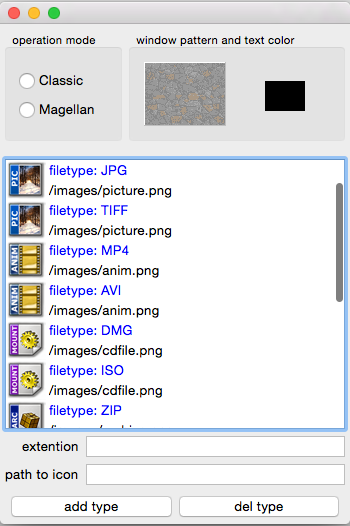 operation mode
window pattern and text color
Classic
Magellan
PIC
filetype: JPG
/images/picture.png
PIC
filetype: TIFF
/images/picture.png
ANIM
filetype: MP4
/images/anim.png
ANIM
filetype: AVI
/images/anim.png
MOUNT
filetype: DMG
/images/cdfile.png
MOUNT
filetype: ISO
/images/cdfile.png
ARC
filetype: ZIP
extention
path to icon
add type
del type